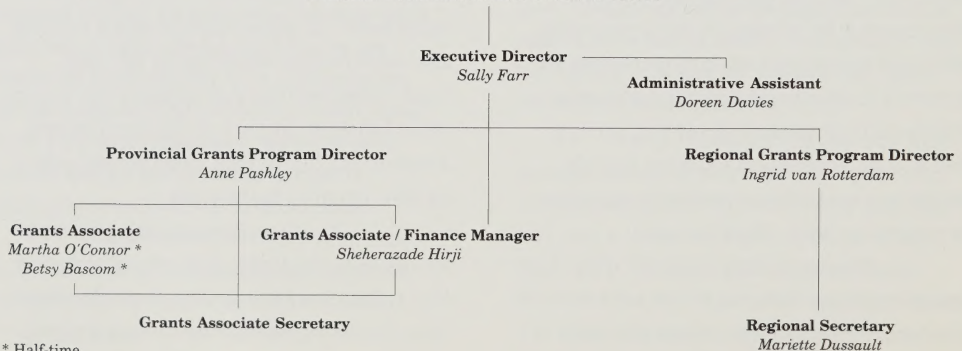 Executive Director
Sally Farr
Administrative Assistant
Doreen Davies
Provincial Grants Program Director
Anne Pashley
Regional Grants Program Director
Ingrid van Rotterdam
Grants Associate
Martha O'Connor *
Betsy Bascom *
Grants Associate / Finance Manager
Sheherazade Hirji
Grants Associate Secretary
Regional Secretary
Mariette Dussault
* Half-time